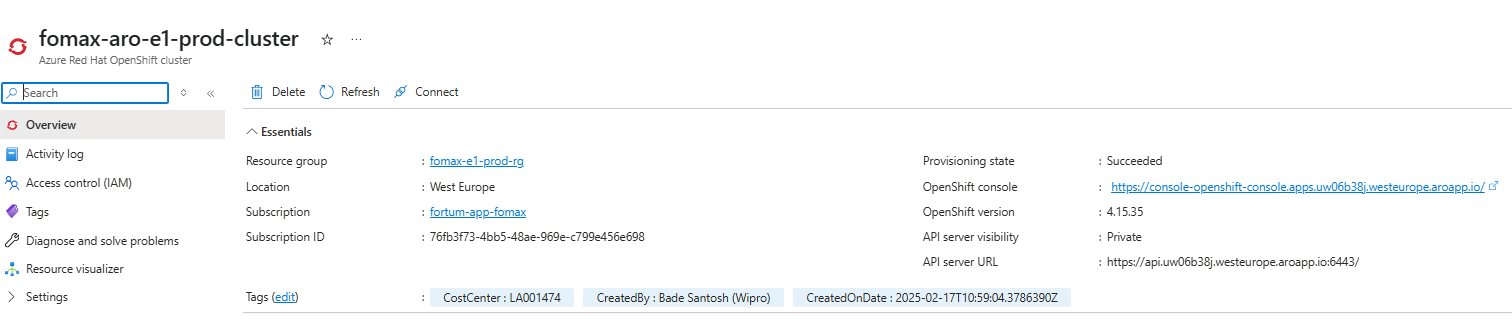 fomax-aro-e1-prod-cluster
Azure Red Hat OpenShift cluster
Search
Delete Refresh Connect
Overview
Activity log
Access control (IAM)
Tags
Diagnose and solve problems
Resource visualizer
Settings
Essentials
Resource group : fomax-e1-prod-rg
Location : West Europe
Subscription : fortum-app-fomax
Subscription ID : 76fb3f73-4bb5-48ae-969e-c799e456e698
Provisioning state : Succeeded
OpenShift console : https://console-openshift-console.apps.uw06b38j.westeurope.aroapp.io/
OpenShift version : 4.15.35
API server visibility : Private
API server URL : https://api.uw06b38j.westeurope.aroapp.io:6443/
Tags (edit) : CostCenter : LA001474 CreatedBy : Bade Santosh (Wipro) CreatedOnDate : 2025-02-17T10:59:04.3786390Z